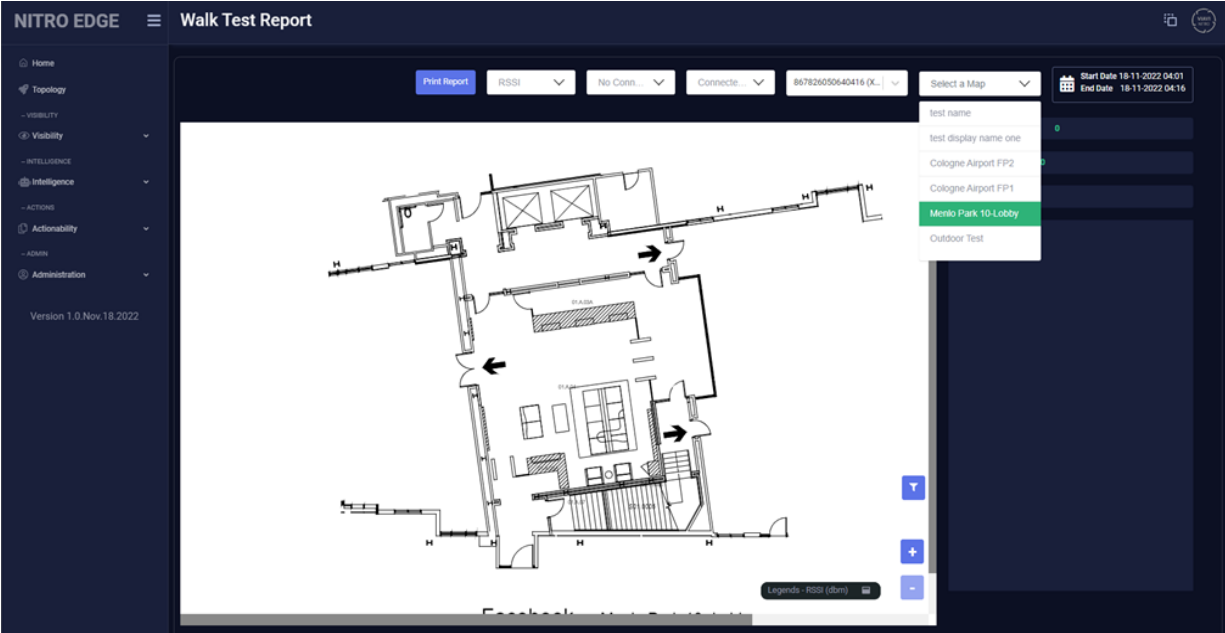 NITRO EDGE
Walk Test Report
Home
Topology
– VISIBILITY
Visibility
– INTELLIGENCE
Intelligence
– ACTIONS
Actionability
– ADMIN
Administration
Version 1.0.Nov.18.2022
Print Report
RSSI
No Conn...
Connecte...
867826050640416 (X...
Select a Map
Start Date 18-11-2022 04:01
End Date 18-11-2022 04:16
test name
test display name one
Cologne Airport FP2
Cologne Airport FP1
Menlo Park 10-Lobby
Outdoor Test
0
0
H
H
H
H
H
H
01.A.02A
H
H
H
H
H
H
Legends - RSSI (dbm)
+
-